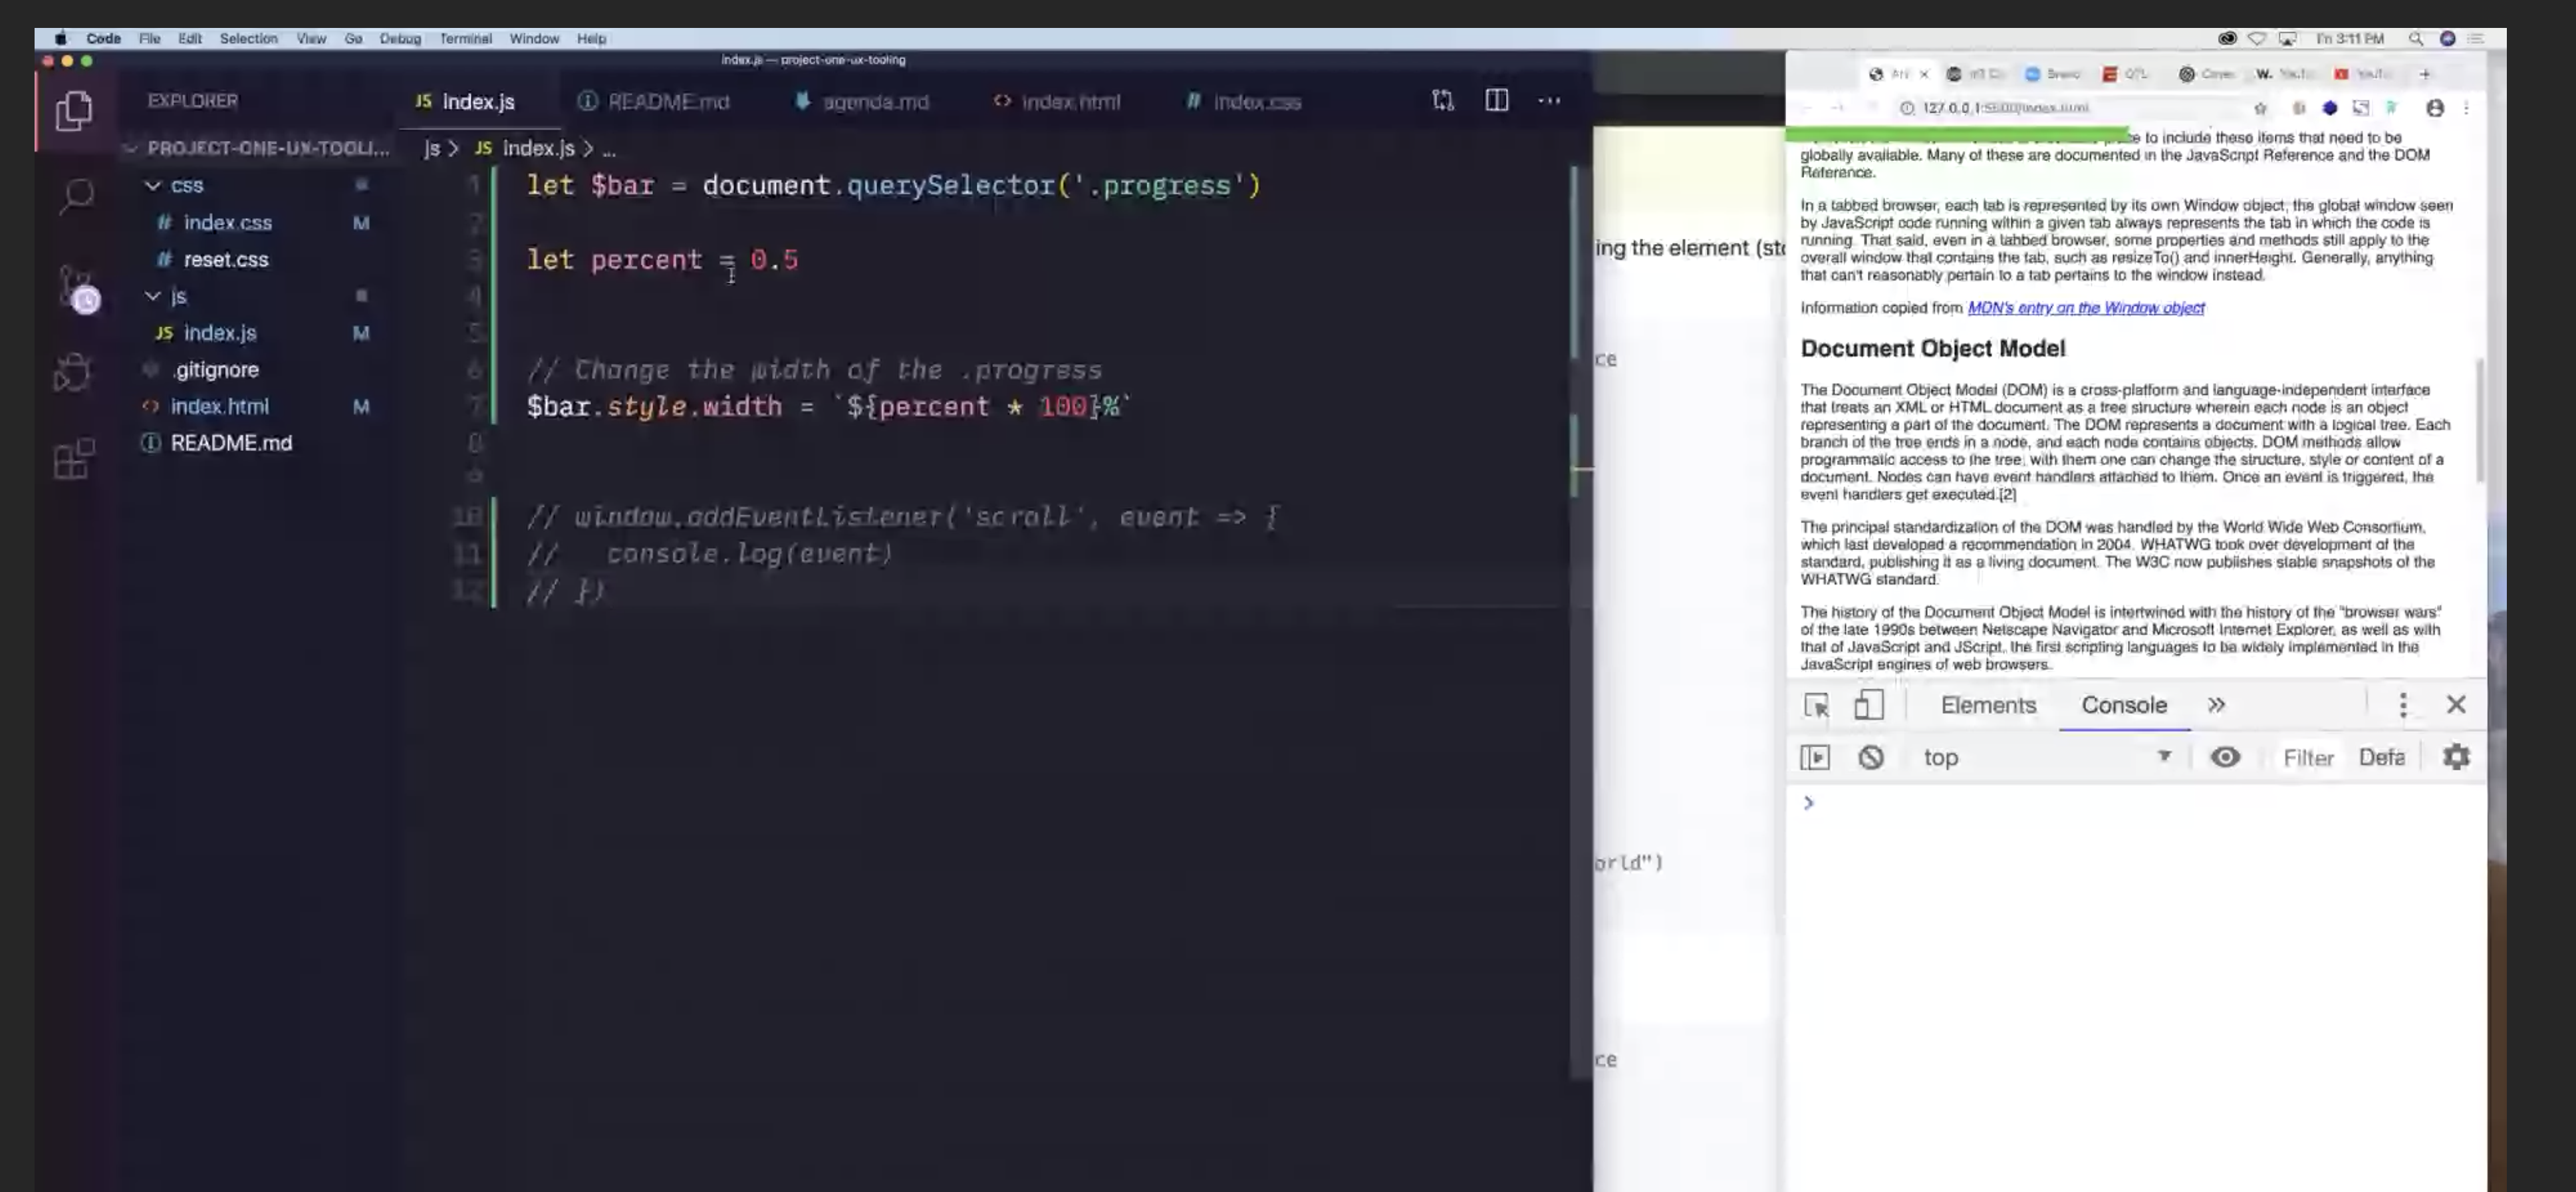 Code File Edit Selection View Go Debug Terminal Window Help
Fri 3:11 PM
index.js — project-one-ux-tooling
EXPLORER
PROJECT-ONE-UX-TOOLI...
css
# index.css M
# reset.css
js
JS index.js M
.gitignore
<> index.html M
README.md
JS index.js README.md agenda.md <> index.html # index.css ...
js > JS index.js > ...
1 let $bar = document.querySelector('.progress')
2
3 let percent = 0.5
4
5
6 // Change the width of the .progress
7 $bar.style.width = `${percent * 100}%`
8
9
10 // window.addEventListener('scroll', event => {
11 //   console.log(event)
12 // })
ing the element (sto
ce
orld")
ce
127.0.0.1:5500/index.html
to include these items that need to be
globally available. Many of these are documented in the JavaScript Reference and the DOM
Reference.
In a tabbed browser, each tab is represented by its own Window object; the global window seen
by JavaScript code running within a given tab always represents the tab in which the code is
running. That said, even in a tabbed browser, some properties and methods still apply to the
overall window that contains the tab, such as resizeTo() and innerHeight. Generally, anything
that can't reasonably pertain to a tab pertains to the window instead.
Information copied from MDN's entry on the Window object
Document Object Model
The Document Object Model (DOM) is a cross-platform and language-independent interface
that treats an XML or HTML document as a tree structure wherein each node is an object
representing a part of the document. The DOM represents a document with a logical tree. Each
branch of the tree ends in a node, and each node contains objects. DOM methods allow
programmatic access to the tree; with them one can change the structure, style or content of a
document. Nodes can have event handlers attached to them. Once an event is triggered, the
event handlers get executed.[2]
The principal standardization of the DOM was handled by the World Wide Web Consortium,
which last developed a recommendation in 2004. WHATWG took over development of the
standard, publishing it as a living document. The W3C now publishes stable snapshots of the
WHATWG standard.
The history of the Document Object Model is intertwined with the history of the "browser wars"
of the late 1990s between Netscape Navigator and Microsoft Internet Explorer, as well as with
that of JavaScript and JScript, the first scripting languages to be widely implemented in the
JavaScript engines of web browsers.
Elements Console »
top Filter Defa
>